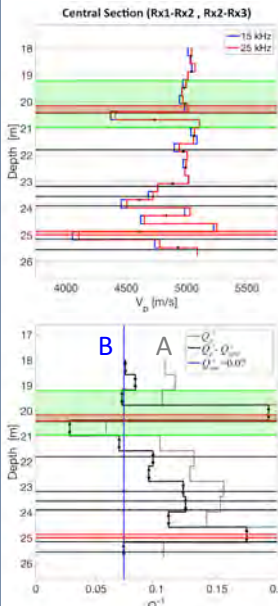 Central Section (Rx1-Rx2 , Rx2-Rx3)
15 kHz
25 kHz
18
19
20
21
22
23
24
25
26
Depth [m]
4000 4500 5000 5500
V_p [m/s]
B A
17
18
19
20
21
22
23
24
25
26
Depth [m]
0 0.05 0.1 0.15 0.